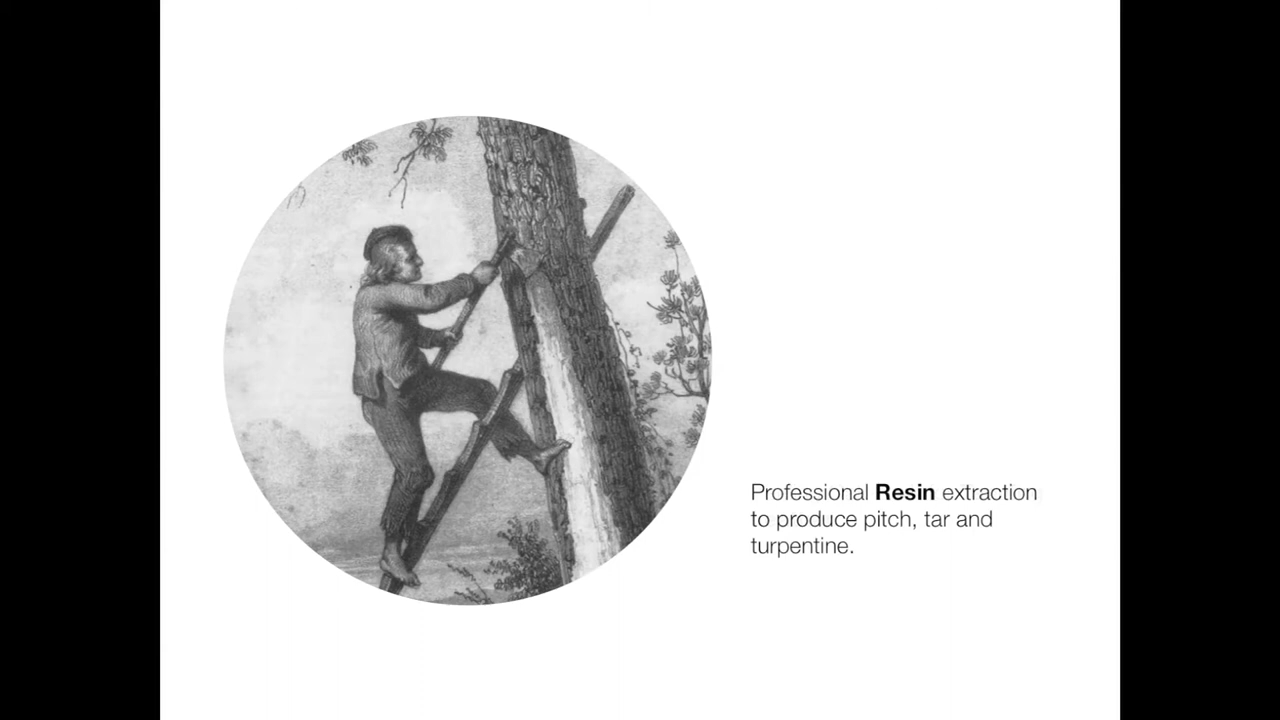 Professional Resin extraction
to produce pitch, tar and
turpentine.